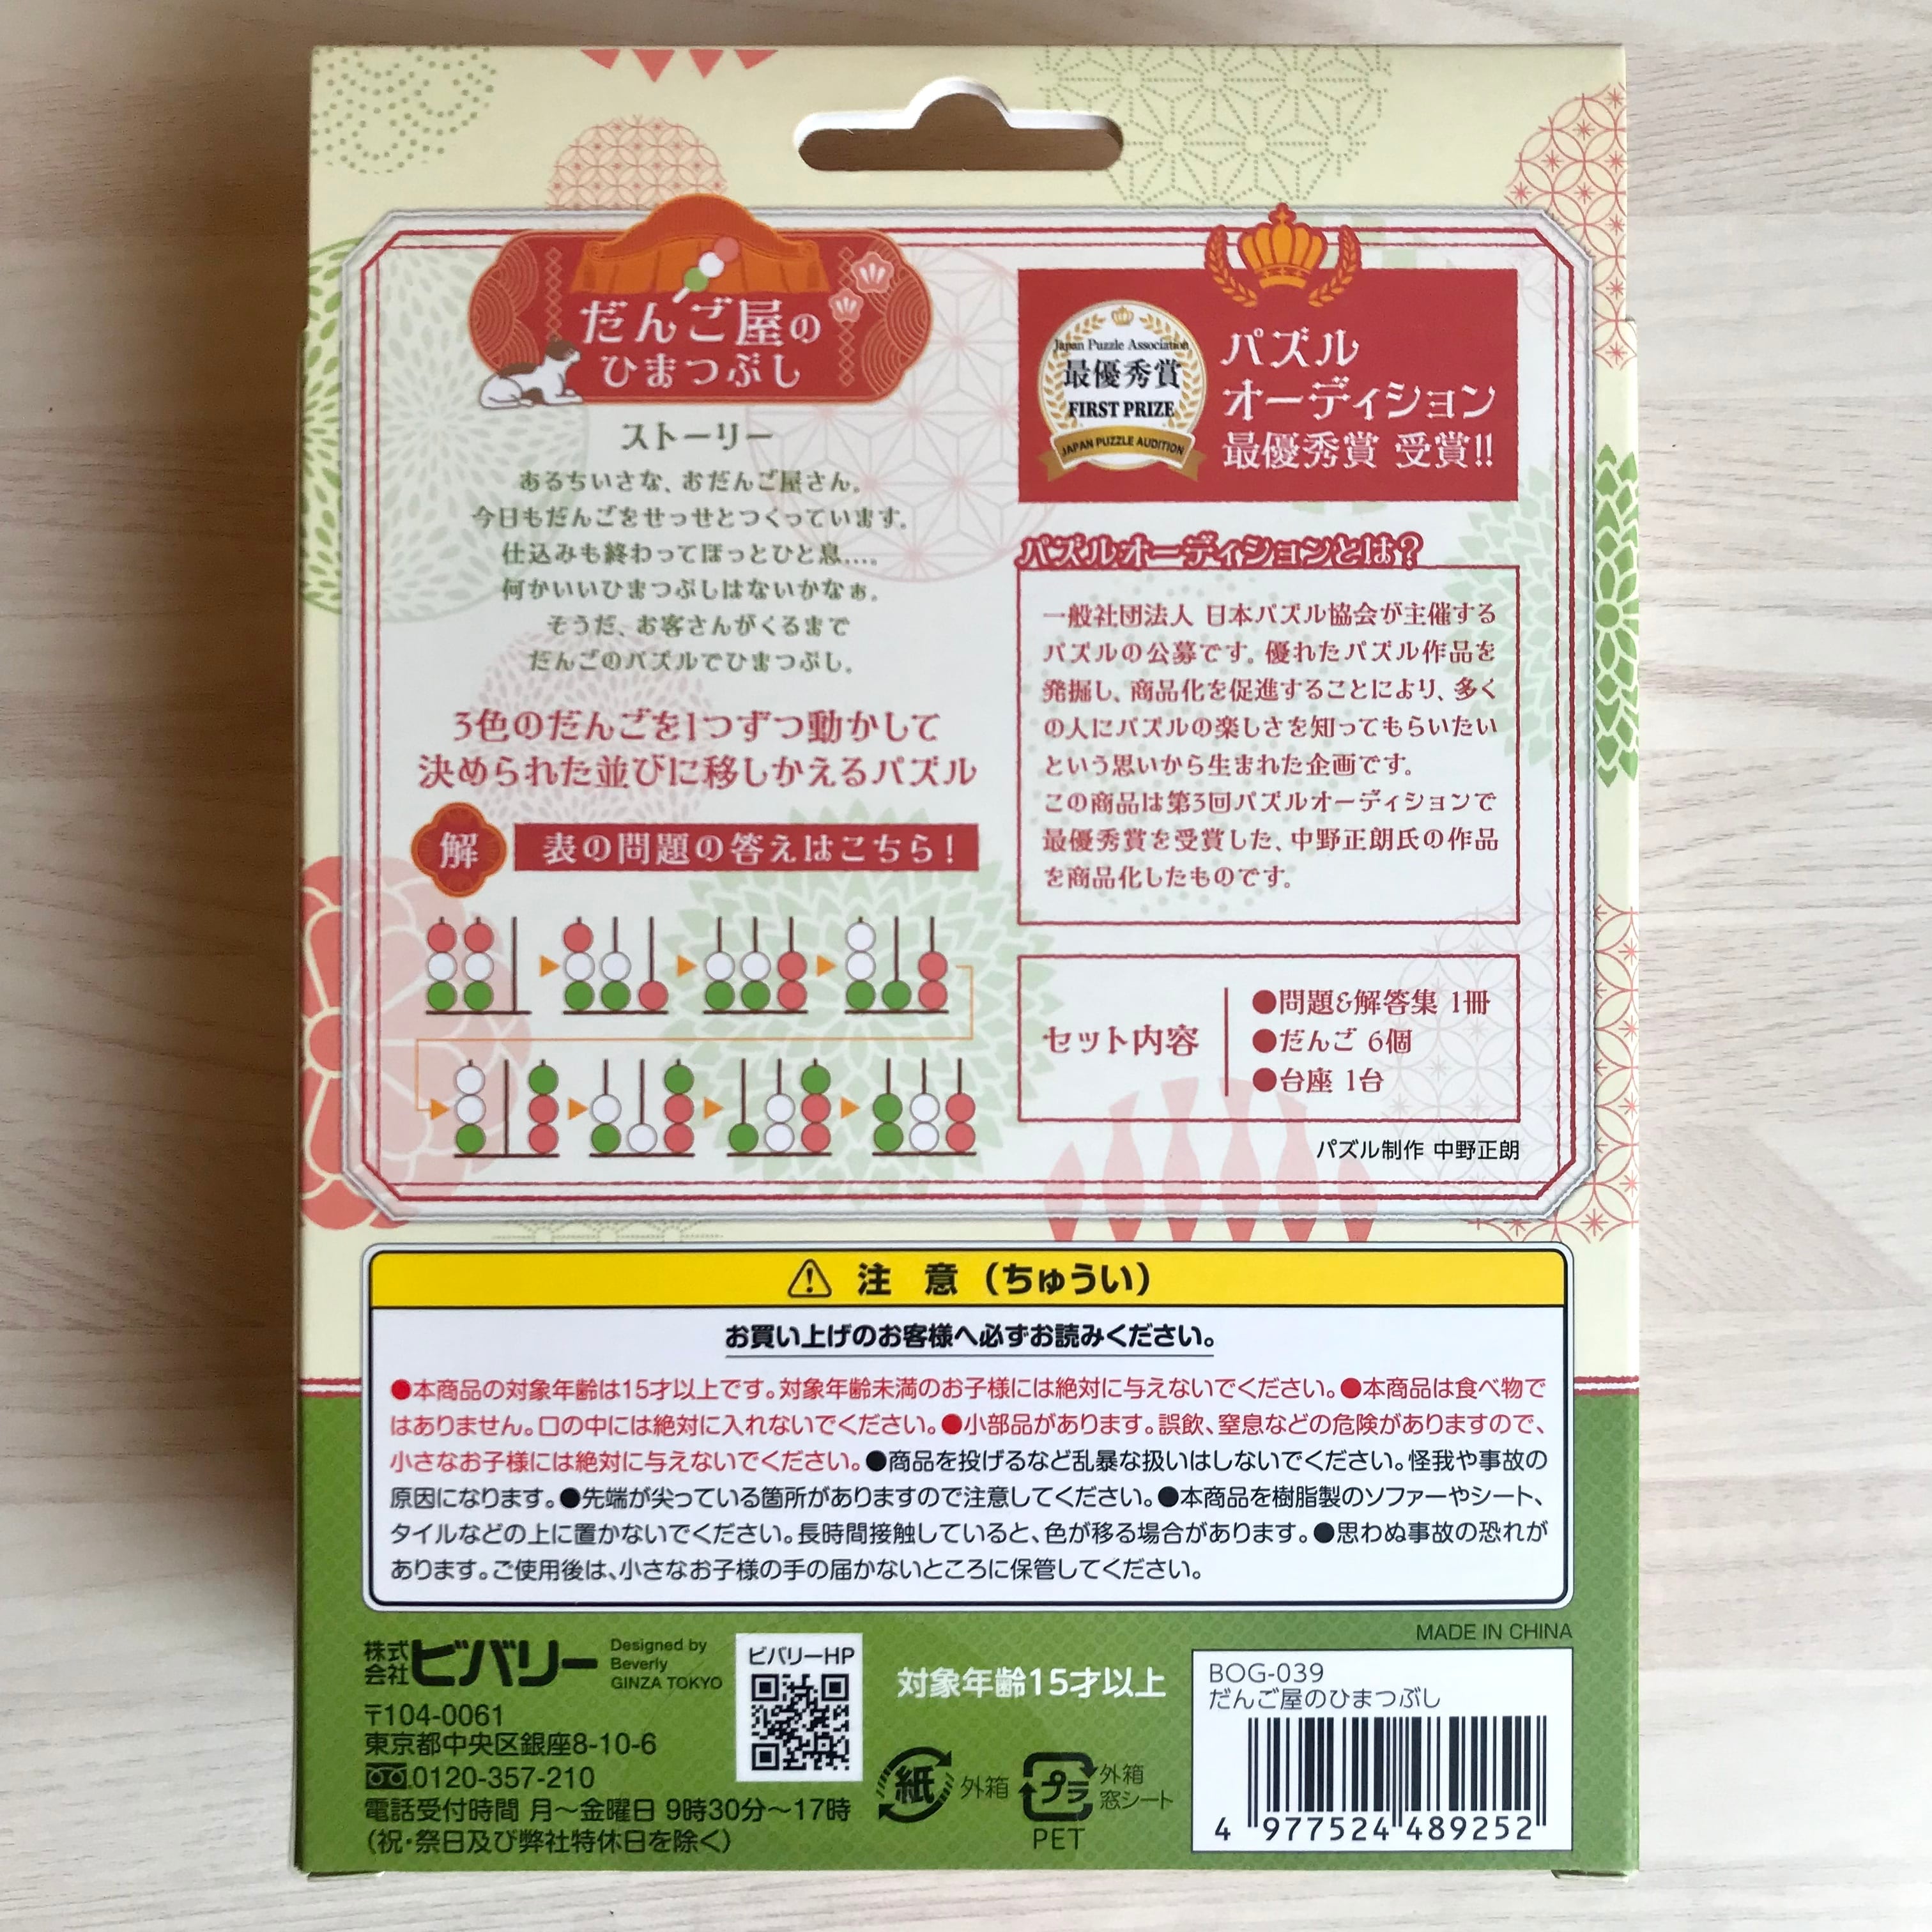 だんご屋の
ひまつぶし
ストーリー
あるちいさな、おだんご屋さん。
今日もだんごをせっせとつくっています。
仕込みも終わってほっとひと息…。
何かいいひまつぶしはないかなぁ。
そうだ、お客さんがくるまで
だんごのパズルでひまつぶし。
3色のだんごを1つずつ動かして
決められた並びに移しかえるパズル
解
表の問題の答えはこちら！
Japan Puzzle Association
最優秀賞
FIRST PRIZE
JAPAN PUZZLE AUDITION
パズル
オーディション
最優秀賞 受賞!!
パズルオーディションとは？
一般社団法人 日本パズル協会が主催する
パズルの公募です。優れたパズル作品を
発掘し、商品化を促進することにより、多く
の人にパズルの楽しさを知ってもらいたい
という思いから生まれた企画です。
この商品は第3回パズルオーディションで
最優秀賞を受賞した、中野正朗氏の作品
を商品化したものです。
セット内容
●問題&解答集 1冊
●だんご 6個
●台座 1台
パズル制作 中野正朗
注 意（ちゅうい）
お買い上げのお客様へ必ずお読みください。
●本商品の対象年齢は15才以上です。対象年齢未満のお子様には絶対に与えないでください。●本商品は食べ物で
はありません。口の中には絶対に入れないでください。●小部品があります。誤飲、窒息などの危険がありますので、
小さなお子様には絶対に与えないでください。●商品を投げるなど乱暴な扱いはしないでください。怪我や事故の
原因になります。●先端が尖っている箇所がありますので注意してください。●本商品を樹脂製のソファーやシート、
タイルなどの上に置かないでください。長時間接触していると、色が移る場合があります。●思わぬ事故の恐れが
あります。ご使用後は、小さなお子様の手の届かないところに保管してください。
株式会社ビバリー
Designed by
Beverly
GINZA TOKYO
〒104-0061
東京都中央区銀座8-10-6
0120-357-210
電話受付時間 月〜金曜日 9時30分〜17時
（祝・祭日及び弊社特休日を除く）
ビバリーHP
対象年齢15才以上
紙
外箱
プラ
外箱
窓シート
PET
MADE IN CHINA
BOG-039
だんご屋のひまつぶし
4 977524 489252